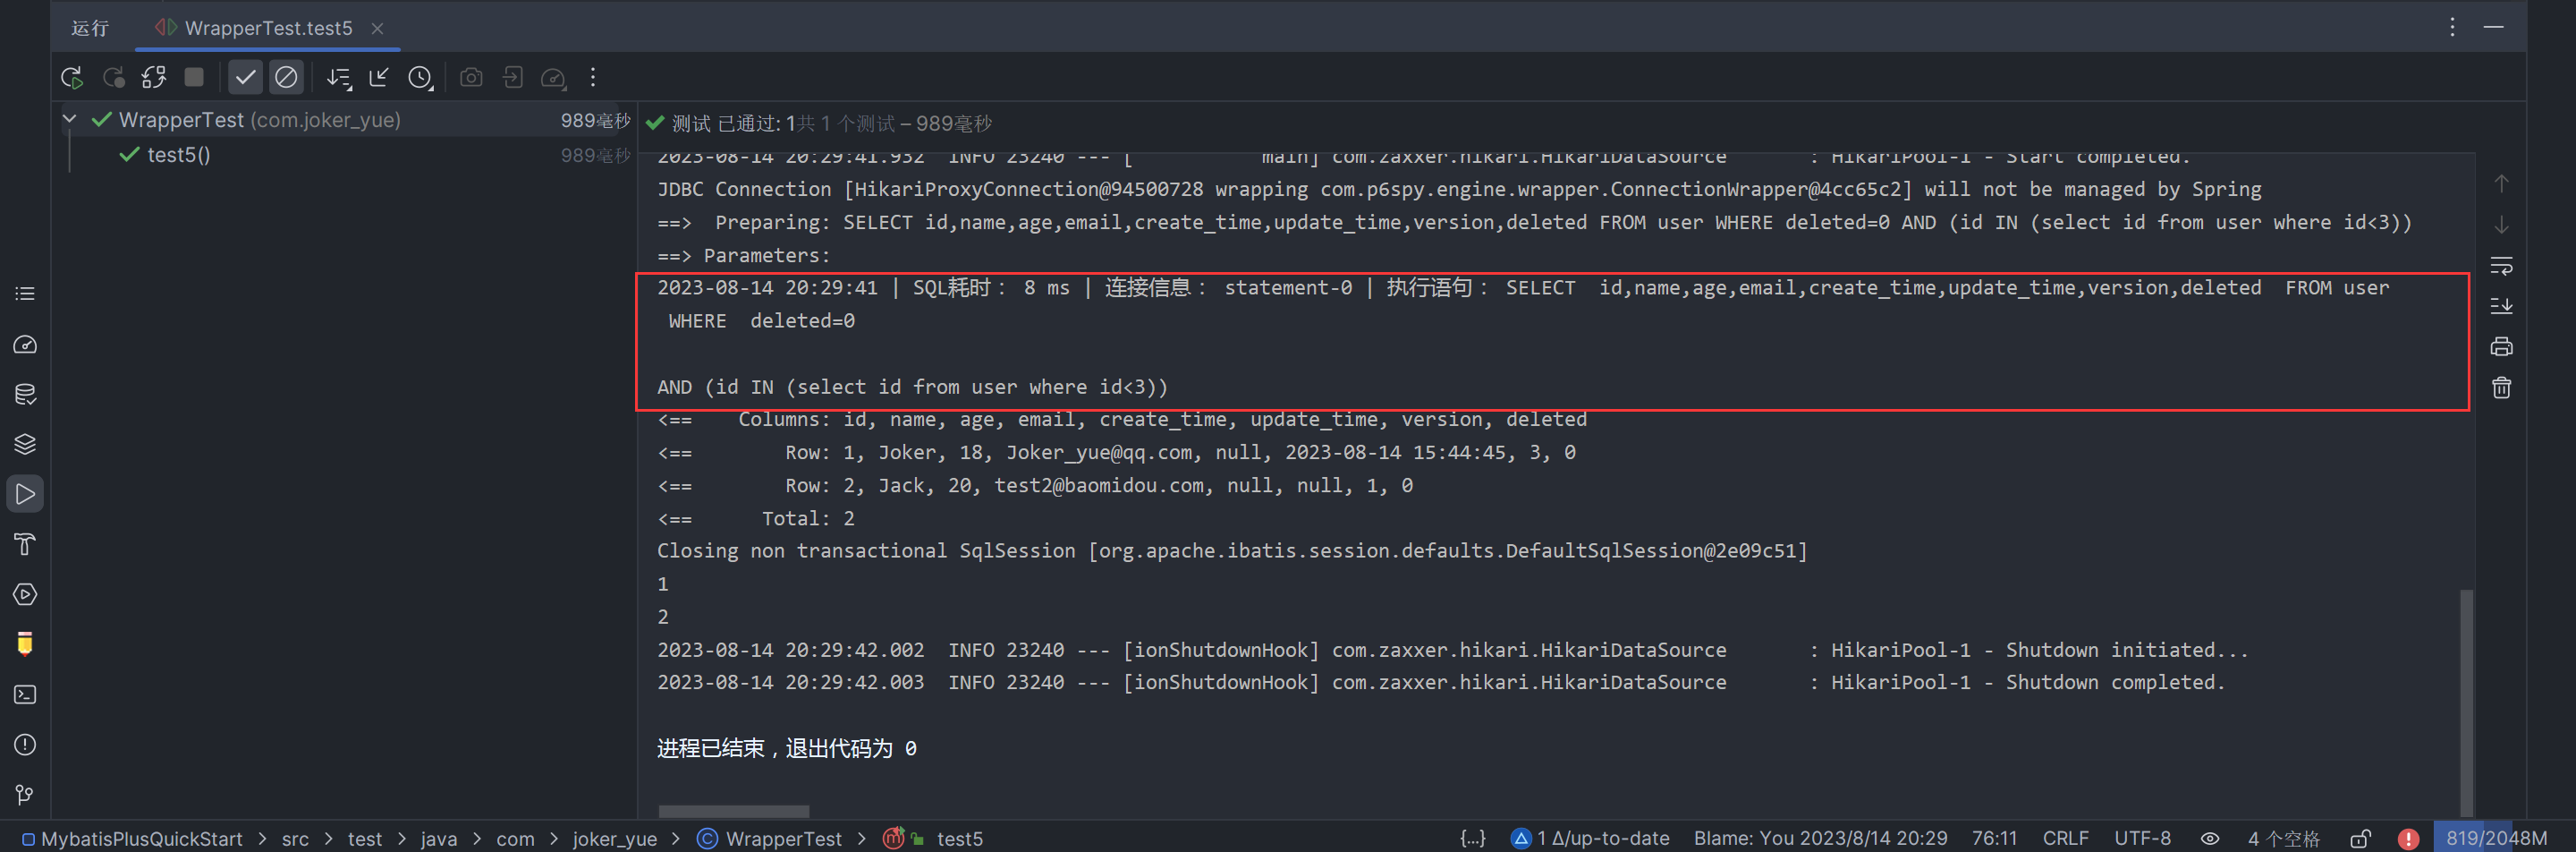 运行 WrapperTest.test5
WrapperTest (com.joker_yue) 989毫秒
test5() 989毫秒
测试 已通过: 1共 1 个测试 – 989毫秒
2023-08-14 20:29:41.932  INFO 23240 --- [           main] com.zaxxer.hikari.HikariDataSource       : HikariPool-1 - Start completed.
JDBC Connection [HikariProxyConnection@94500728 wrapping com.p6spy.engine.wrapper.ConnectionWrapper@4cc65c2] will not be managed by Spring
==>  Preparing: SELECT id,name,age,email,create_time,update_time,version,deleted FROM user WHERE deleted=0 AND (id IN (select id from user where id<3))
==> Parameters:
2023-08-14 20:29:41 | SQL耗时： 8 ms | 连接信息： statement-0 | 执行语句： SELECT  id,name,age,email,create_time,update_time,version,deleted  FROM user
WHERE  deleted=0
AND (id IN (select id from user where id<3))
<==    Columns: id, name, age, email, create_time, update_time, version, deleted
<==        Row: 1, Joker, 18, Joker_yue@qq.com, null, 2023-08-14 15:44:45, 3, 0
<==        Row: 2, Jack, 20, test2@baomidou.com, null, null, 1, 0
<==      Total: 2
Closing non transactional SqlSession [org.apache.ibatis.session.defaults.DefaultSqlSession@2e09c51]
1
2
2023-08-14 20:29:42.002  INFO 23240 --- [ionShutdownHook] com.zaxxer.hikari.HikariDataSource       : HikariPool-1 - Shutdown initiated...
2023-08-14 20:29:42.003  INFO 23240 --- [ionShutdownHook] com.zaxxer.hikari.HikariDataSource       : HikariPool-1 - Shutdown completed.
进程已结束，退出代码为 0
MybatisPlusQuickStart > src > test > java > com > joker_yue > WrapperTest > test5 {...} 1 Δ/up-to-date Blame: You 2023/8/14 20:29 76:11 CRLF UTF-8 4 个空格 819/2048M